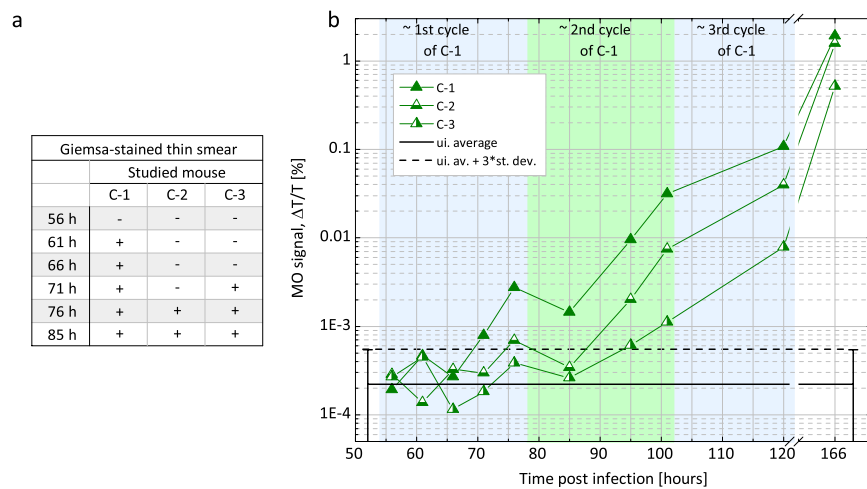 a
Giemsa-stained thin smear
Studied mouse
C-1 C-2 C-3
56 h - - -
61 h + - -
66 h + - -
71 h + - +
76 h + + +
85 h + + +
b
~ 1st cycle of C-1
~ 2nd cycle of C-1
~ 3rd cycle of C-1
C-1
C-2
C-3
ui. average
ui. av. + 3*st. dev.
MO signal, ΔT/T [%]
1
0.1
0.01
1E-3
1E-4
50 60 70 80 90 100 110 120 166
Time post infection [hours]